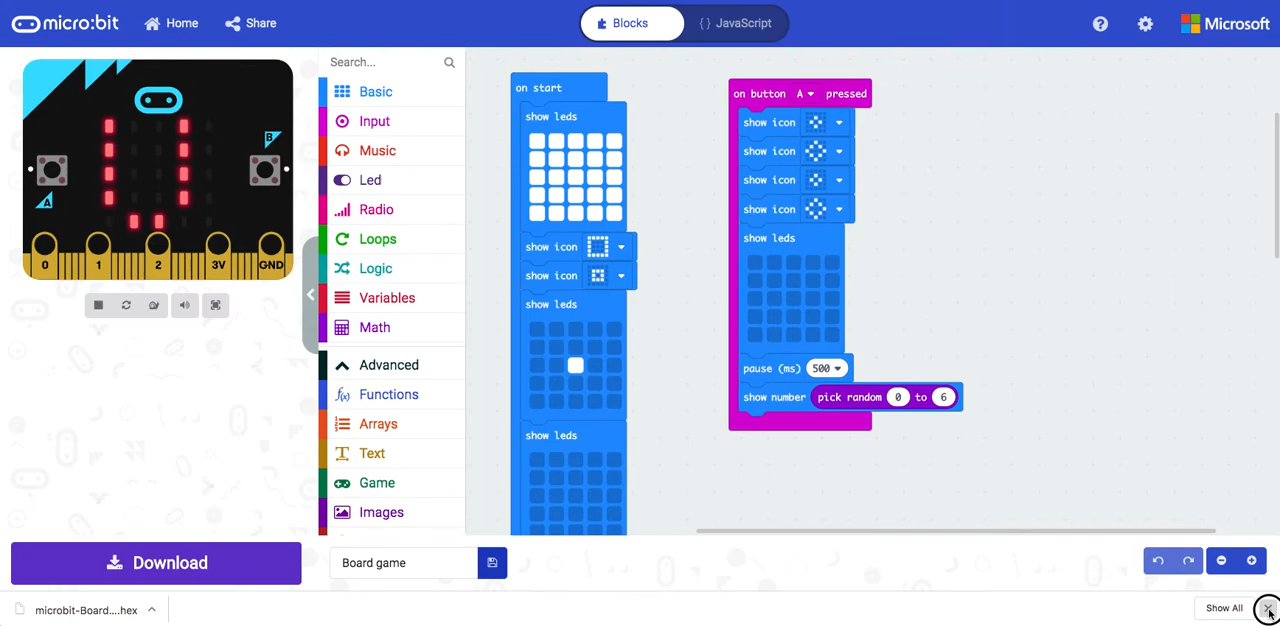 micro:bit Home Share Blocks { } JavaScript ? Microsoft
A
B
0 1 2 3V GND
Search...
Basic
Input
Music
Led
Radio
Loops
Logic
Variables
Math
Advanced
Functions
Arrays
Text
Game
Images
on start
show leds
show icon
show icon
show leds
show leds
on button A pressed
show icon
show icon
show icon
show icon
show leds
pause (ms) 500
show number pick random 0 to 6
Download
Board game
microbit-Board....hex
Show All